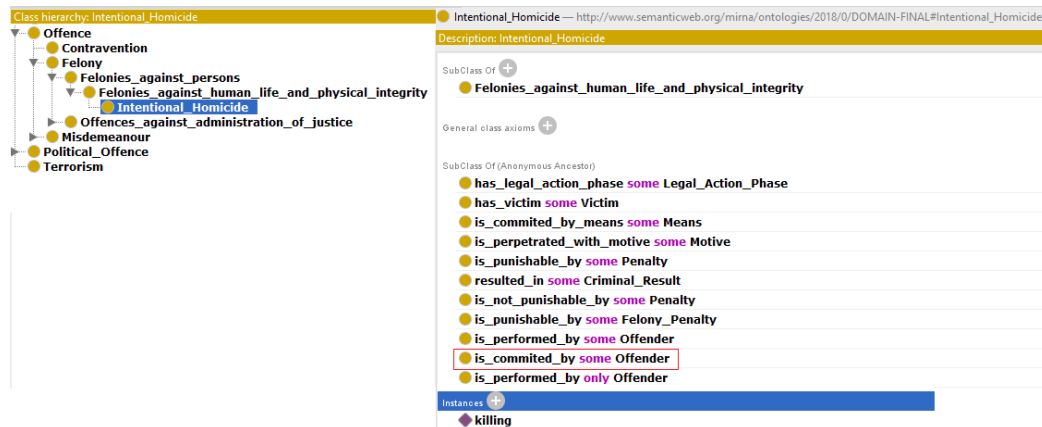 Class hierarchy: Intentional_Homicide
Offence
Contravention
Felony
Felonies_against_persons
Felonies_against_human_life_and_physical_integrity
Intentional_Homicide
Offences_against_administration_of_justice
Misdemeanour
Political_Offence
Terrorism
Intentional_Homicide — http://www.semanticweb.org/mirna/ontologies/2018/0/DOMAIN-FINAL#Intentional_Homicide
Description: Intentional_Homicide
SubClass Of
Felonies_against_human_life_and_physical_integrity
General class axioms
SubClass Of (Anonymous Ancestor)
has_legal_action_phase some Legal_Action_Phase
has_victim some Victim
is_commited_by_means some Means
is_perpetrated_with_motive some Motive
is_punishable_by some Penalty
resulted_in some Criminal_Result
is_not_punishable_by some Penalty
is_punishable_by some Felony_Penalty
is_performed_by some Offender
is_commited_by some Offender
is_performed_by only Offender
Instances
killing